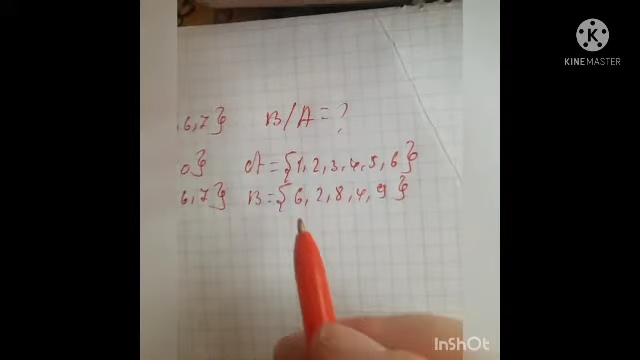 ,6,7} B/A=?
0} A={1,2,3,4,5,6}
6,7} B={6,2,8,4,9}
K
KINEMASTER
InShOt